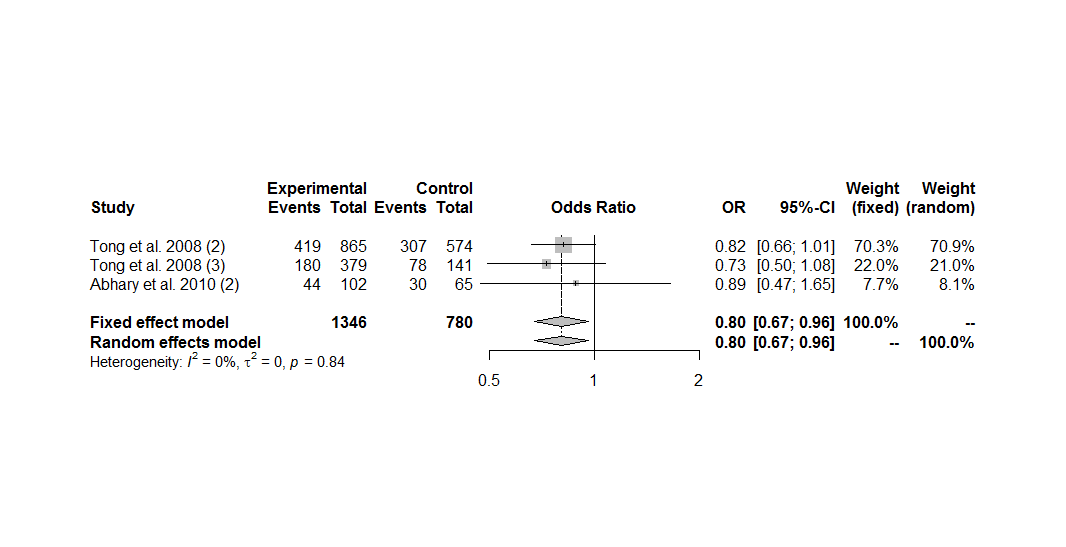 Experimental Control Weight Weight
Study Events Total Events Total Odds Ratio OR 95%-CI (fixed) (random)
Tong et al. 2008 (2) 419 865 307 574 0.82 [0.66; 1.01] 70.3% 70.9%
Tong et al. 2008 (3) 180 379 78 141 0.73 [0.50; 1.08] 22.0% 21.0%
Abhary et al. 2010 (2) 44 102 30 65 0.89 [0.47; 1.65] 7.7% 8.1%
Fixed effect model 1346 780 0.80 [0.67; 0.96] 100.0% --
Random effects model 0.80 [0.67; 0.96] -- 100.0%
Heterogeneity: I² = 0%, τ² = 0, p = 0.84
0.5 1 2